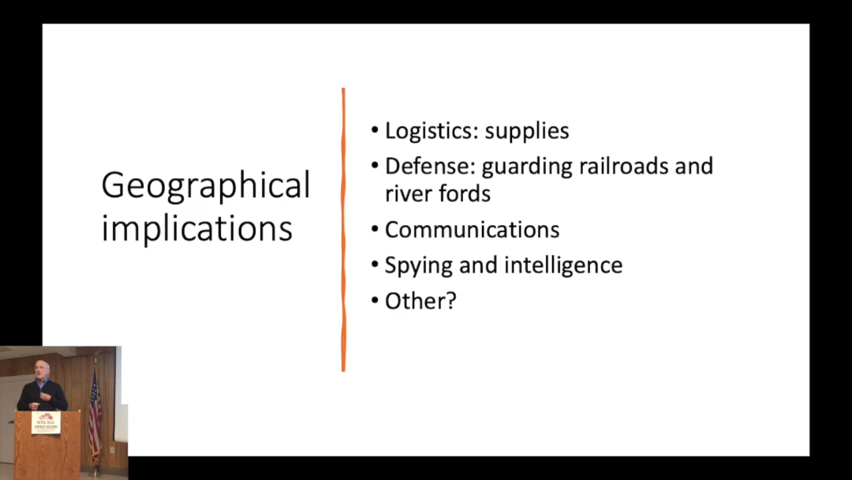 Geographical
implications
• Logistics: supplies
• Defense: guarding railroads and
river fords
• Communications
• Spying and intelligence
• Other?